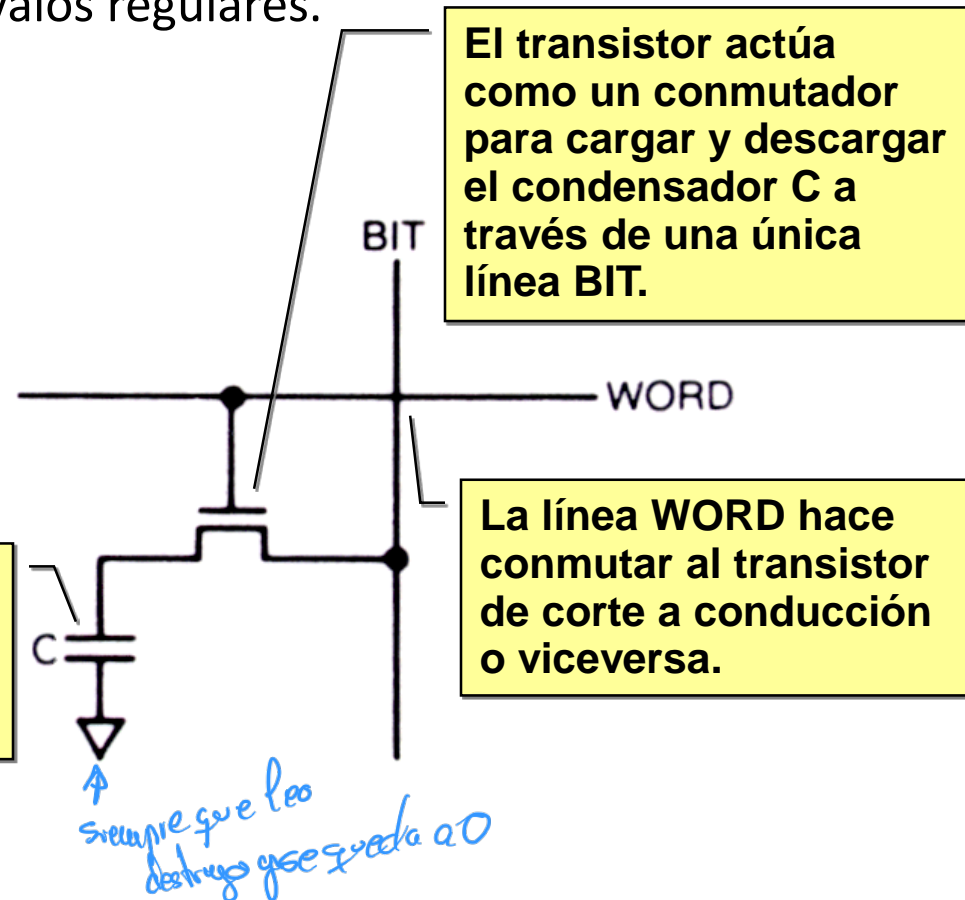 valos regulares.
El transistor actúa
como un conmutador
para cargar y descargar
el condensador C a
través de una única
línea BIT.
BIT
WORD
La línea WORD hace
conmutar al transistor
de corte a conducción
o viceversa.
C
siempre que leo
destruyo y se queda a 0